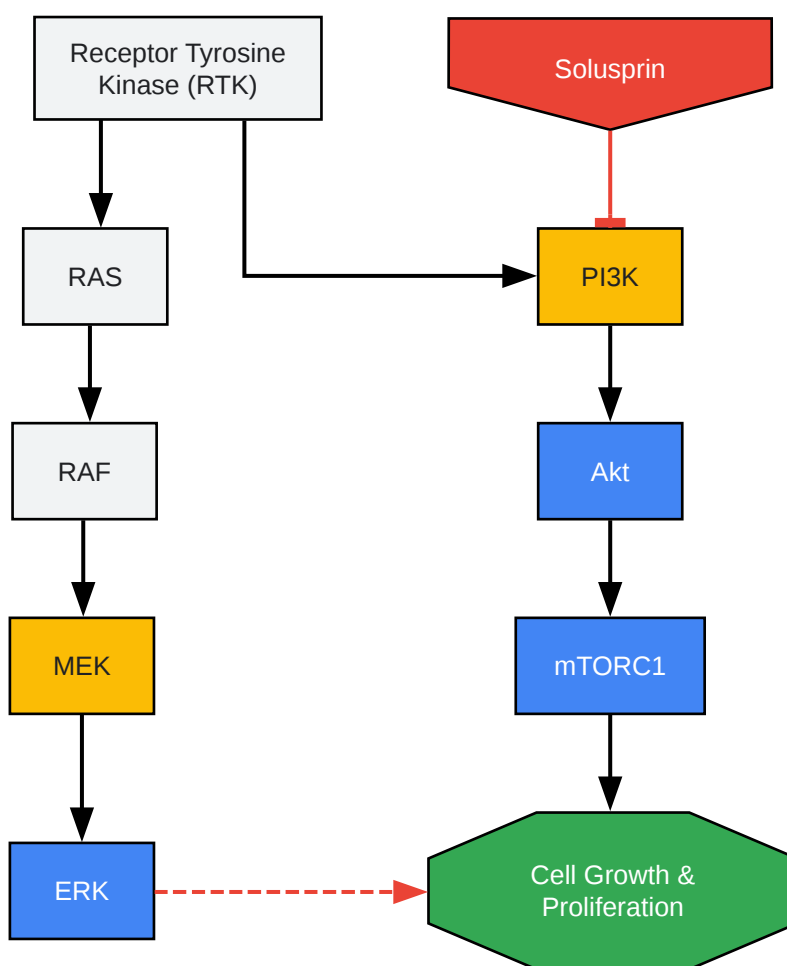 Receptor Tyrosine
Kinase (RTK)
Solusprin
RAS
PI3K
RAF
Akt
MEK
mTORC1
ERK
Cell Growth &
Proliferation